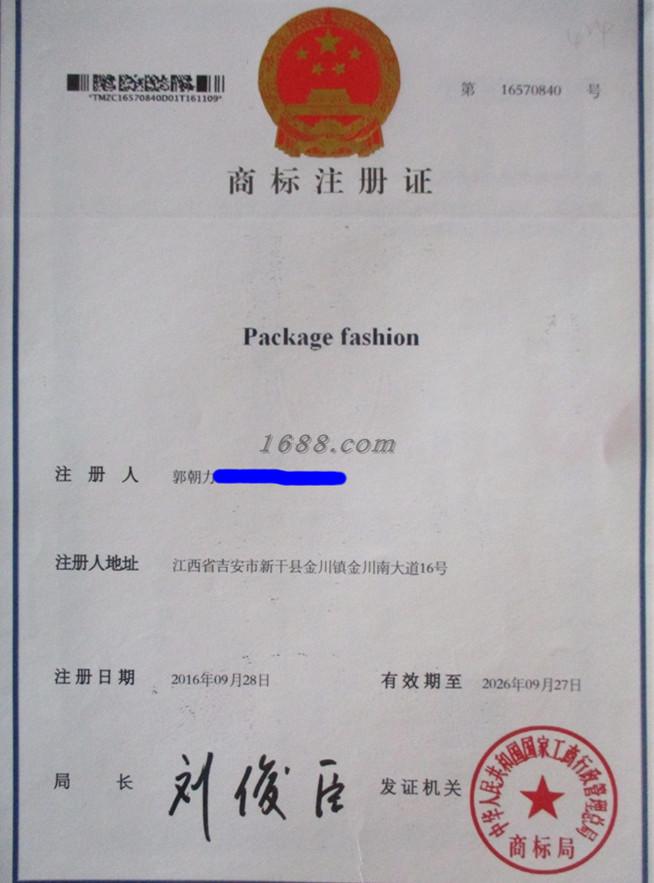 *TMZC16570840D01T161109*
第 16570840 号
商标注册证
Package fashion
1688.com
注册人 郭朝力
注册人地址 江西省吉安市新干县金川镇金川南大道16号
注册日期 2016年09月28日 有效期至 2026年09月27日
局长 刘俊臣 发证机关
中华人民共和国国家工商行政管理总局
商标局